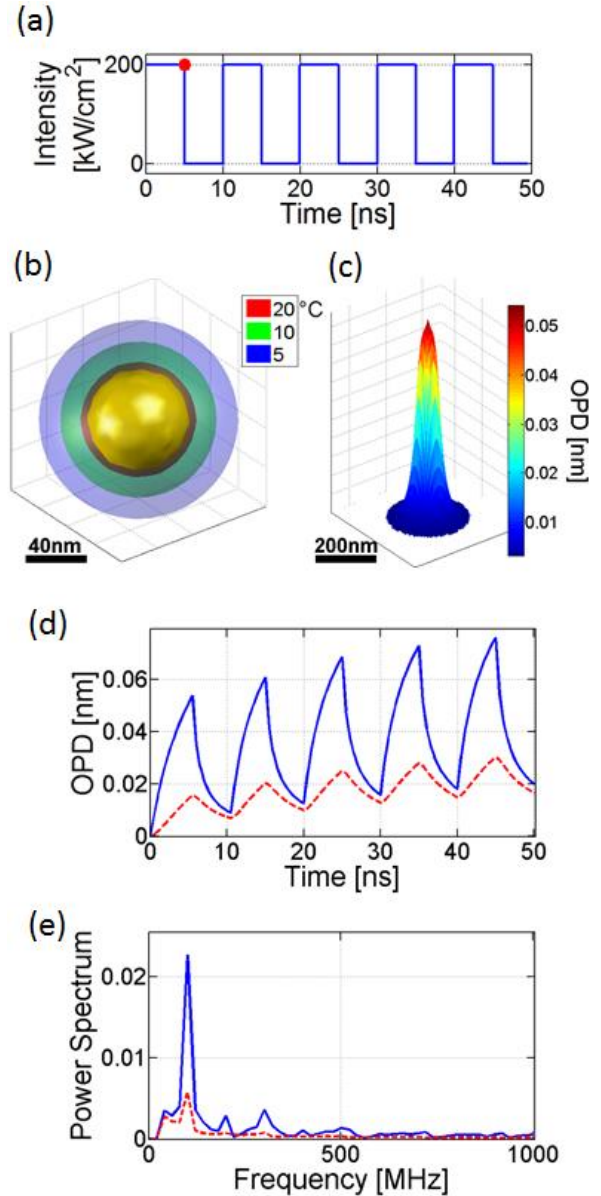 (a)
Intensity
[kW/cm²]
200
0
0 10 20 30 40 50
Time [ns]
(b)
20 °C
10
5
40nm
(c)
200nm
0.05
0.04
0.03
0.02
0.01
OPD [nm]
(d)
OPD [nm]
0.06
0.04
0.02
0
0 10 20 30 40 50
Time [ns]
(e)
Power Spectrum
0.02
0.01
0
0 500 1000
Frequency [MHz]